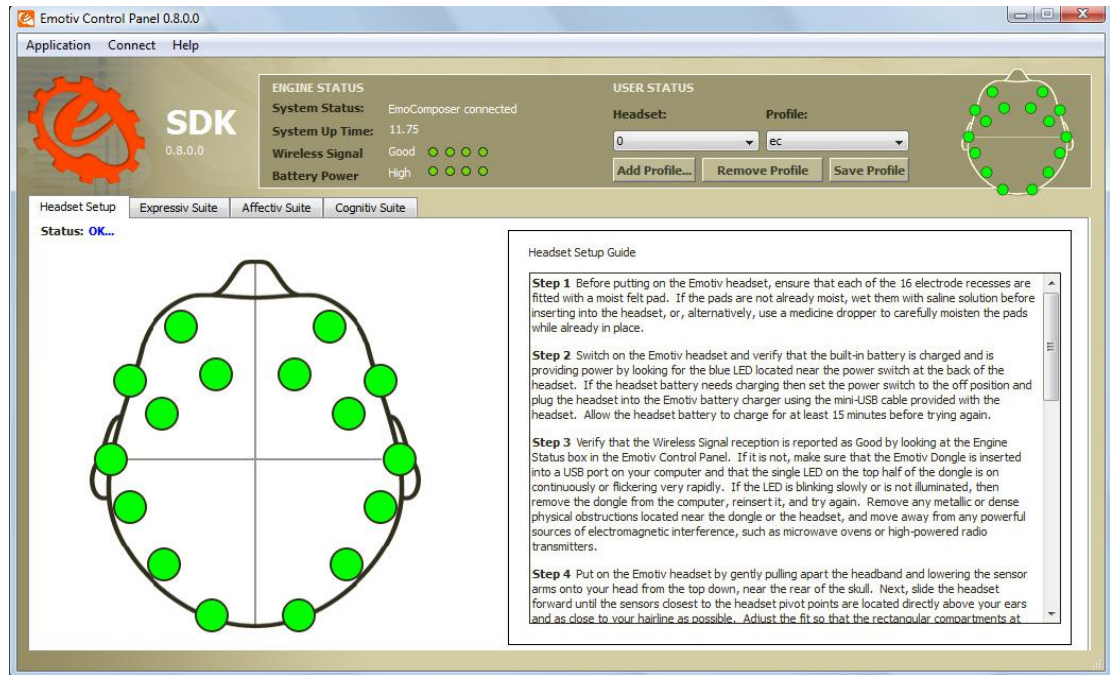 Emotiv Control Panel 0.8.0.0
Application Connect Help
SDK
0.8.0.0
ENGINE STATUS
System Status: EmoComposer connected
System Up Time: 11.75
Wireless Signal Good
Battery Power High
USER STATUS
Headset: Profile:
0 ec
Add Profile... Remove Profile Save Profile
Headset Setup Expressiv Suite Affectiv Suite Cognitiv Suite
Status: OK...
Headset Setup Guide
Step 1 Before putting on the Emotiv headset, ensure that each of the 16 electrode recesses are
fitted with a moist felt pad. If the pads are not already moist, wet them with saline solution before
inserting into the headset, or, alternatively, use a medicine dropper to carefully moisten the pads
while already in place.
Step 2 Switch on the Emotiv headset and verify that the built-in battery is charged and is
providing power by looking for the blue LED located near the power switch at the back of the
headset. If the headset battery needs charging then set the power switch to the off position and
plug the headset into the Emotiv battery charger using the mini-USB cable provided with the
headset. Allow the headset battery to charge for at least 15 minutes before trying again.
Step 3 Verify that the Wireless Signal reception is reported as Good by looking at the Engine
Status box in the Emotiv Control Panel. If it is not, make sure that the Emotiv Dongle is inserted
into a USB port on your computer and that the single LED on the top half of the dongle is on
continuously or flickering very rapidly. If the LED is blinking slowly or is not illuminated, then
remove the dongle from the computer, reinsert it, and try again. Remove any metallic or dense
physical obstructions located near the dongle or the headset, and move away from any powerful
sources of electromagnetic interference, such as microwave ovens or high-powered radio
transmitters.
Step 4 Put on the Emotiv headset by gently pulling apart the headband and lowering the sensor
arms onto your head from the top down, near the rear of the skull. Next, slide the headset
forward until the sensors closest to the headset pivot points are located directly above your ears
and as close to your hairline as possible. Adjust the fit so that the rectangular compartments at